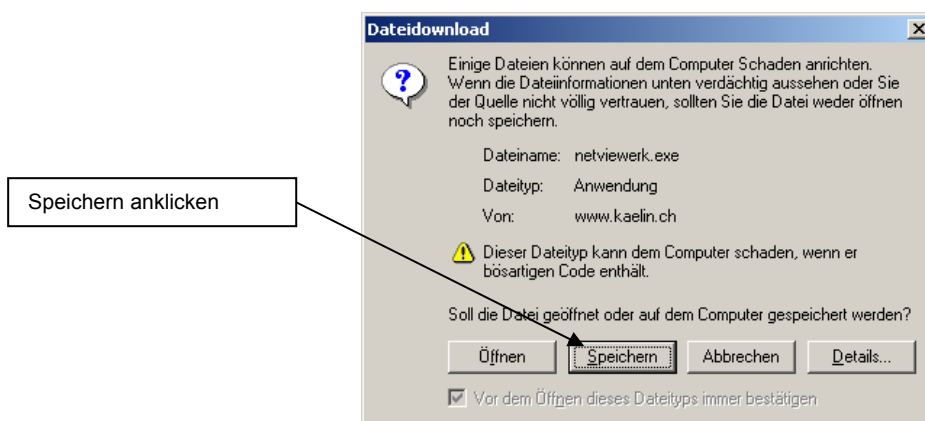 Dateidownload
Einige Dateien können auf dem Computer Schaden anrichten.
Wenn die Dateiinformationen unten verdächtig aussehen oder Sie
der Quelle nicht völlig vertrauen, sollten Sie die Datei weder öffnen
noch speichern.
Dateiname: netviewerk.exe
Dateityp: Anwendung
Von: www.kaelin.ch
Speichern anklicken
Dieser Dateityp kann dem Computer schaden, wenn er
bösartigen Code enthält.
Soll die Datei geöffnet oder auf dem Computer gespeichert werden?
Öffnen Speichern Abbrechen Details...
Vor dem Öffnen dieses Dateityps immer bestätigen